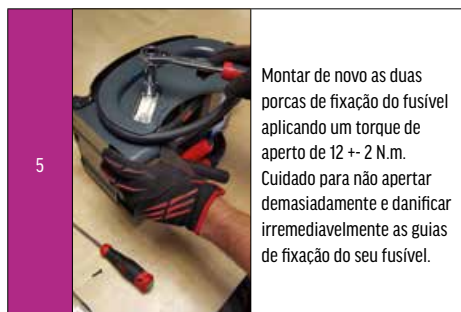 5
Montar de novo as duas
porcas de fixação do fusível
aplicando um torque de
aperto de 12 +- 2 N.m.
Cuidado para não apertar
demasiadamente e danificar
irremediavelmente as guias
de fixação do seu fusível.